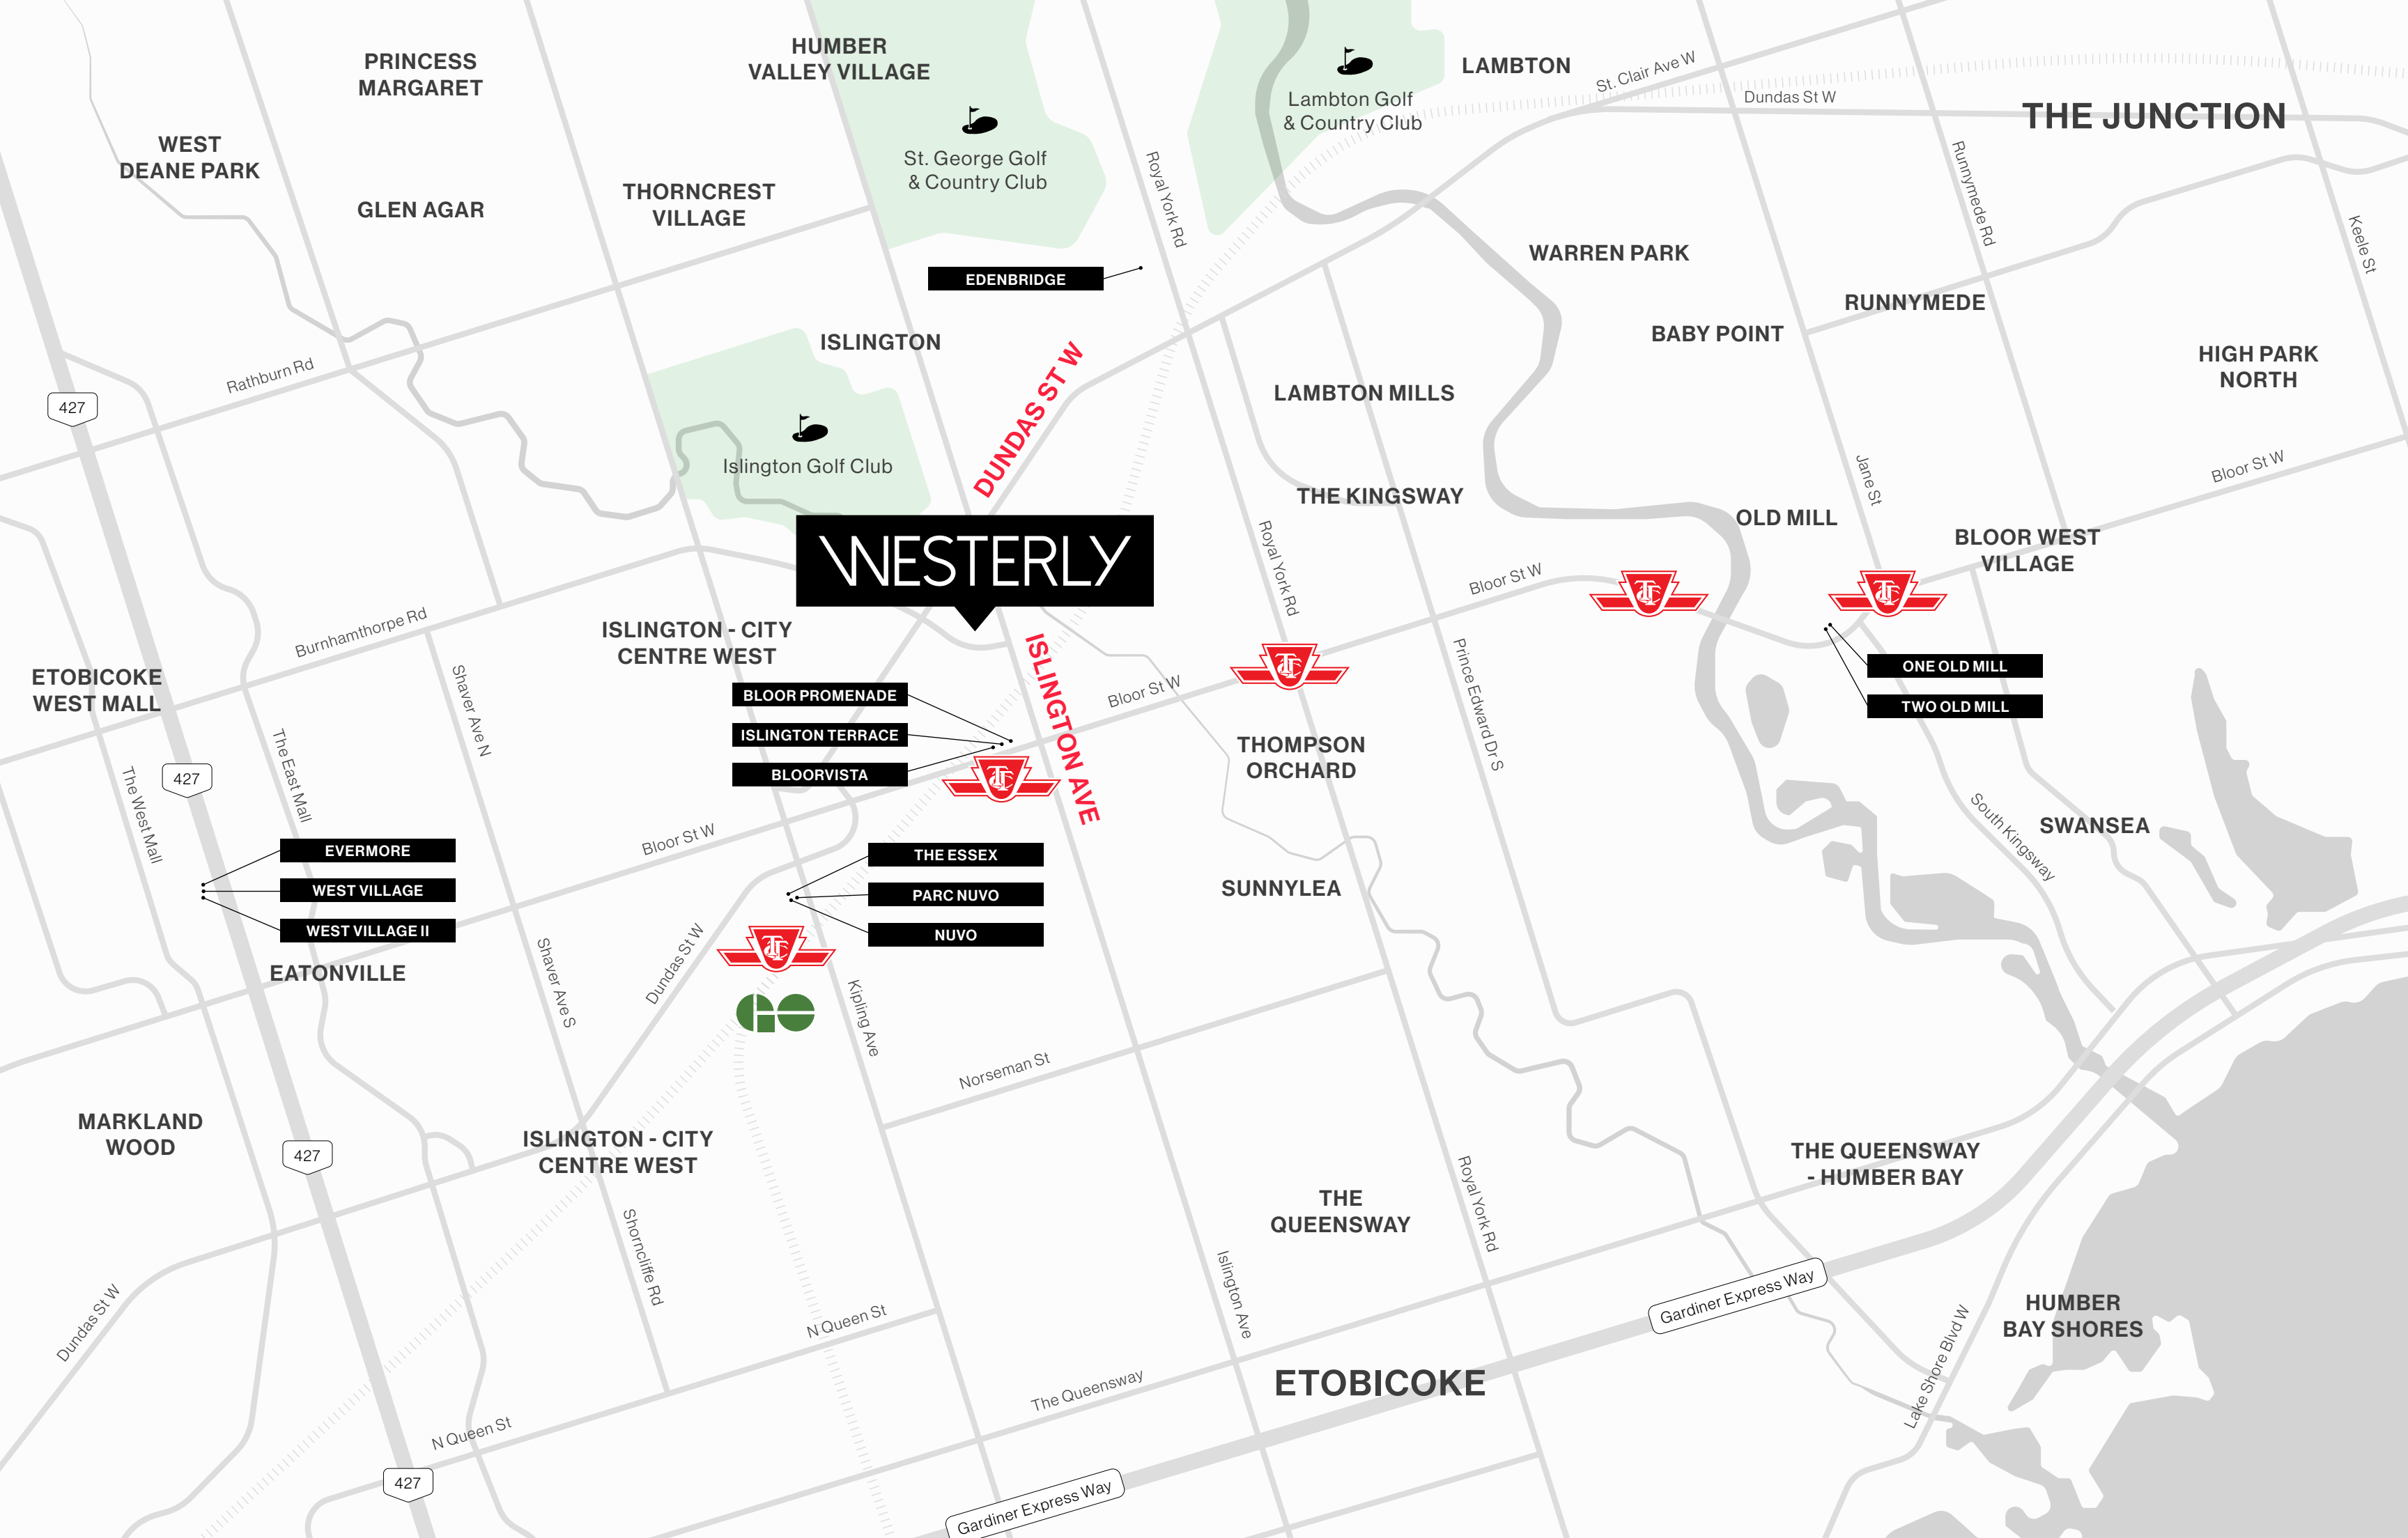 PRINCESS
MARGARET
HUMBER
VALLEY VILLAGE
LAMBTON
St. Clair Ave W
Dundas St W
THE JUNCTION
Lambton Golf
& Country Club
WEST
DEANE PARK
St. George Golf
& Country Club
GLEN AGAR
THORNCREST
VILLAGE
Royal York Rd
Runnymede Rd
Keele St
WARREN PARK
EDENBRIDGE
RUNNYMEDE
BABY POINT
ISLINGTON
HIGH PARK
NORTH
Rathburn Rd
427
DUNDAS ST W
LAMBTON MILLS
Islington Golf Club
Jane St
Bloor St W
THE KINGSWAY
OLD MILL
BLOOR WEST
VILLAGE
WESTERLY
Royal York Rd
Bloor St W
TTC
TTC
Burnhamthorpe Rd
ISLINGTON - CITY
CENTRE WEST
ISLINGTON AVE
TTC
ETOBICOKE
WEST MALL
Shaver Ave N
BLOOR PROMENADE
ISLINGTON TERRACE
BLOORVISTA
Bloor St W
TTC
Prince Edward Dr S
ONE OLD MILL
TWO OLD MILL
THOMPSON
ORCHARD
427
The West Mall
The East Mall
Bloor St W
South Kingsway
SWANSEA
EVERMORE
WEST VILLAGE
WEST VILLAGE II
THE ESSEX
PARC NUVO
NUVO
SUNNYLEA
EATONVILLE
Shaver Ave S
Dundas St W
TTC
GO
Kipling Ave
Norseman St
MARKLAND
WOOD
427
ISLINGTON - CITY
CENTRE WEST
THE QUEENSWAY
- HUMBER BAY
THE
QUEENSWAY
Royal York Rd
Shorncliffe Rd
Islington Ave
Dundas St W
Gardiner Express Way
HUMBER
BAY SHORES
N Queen St
Lake Shore Blvd W
The Queensway
ETOBICOKE
N Queen St
427
Gardiner Express Way